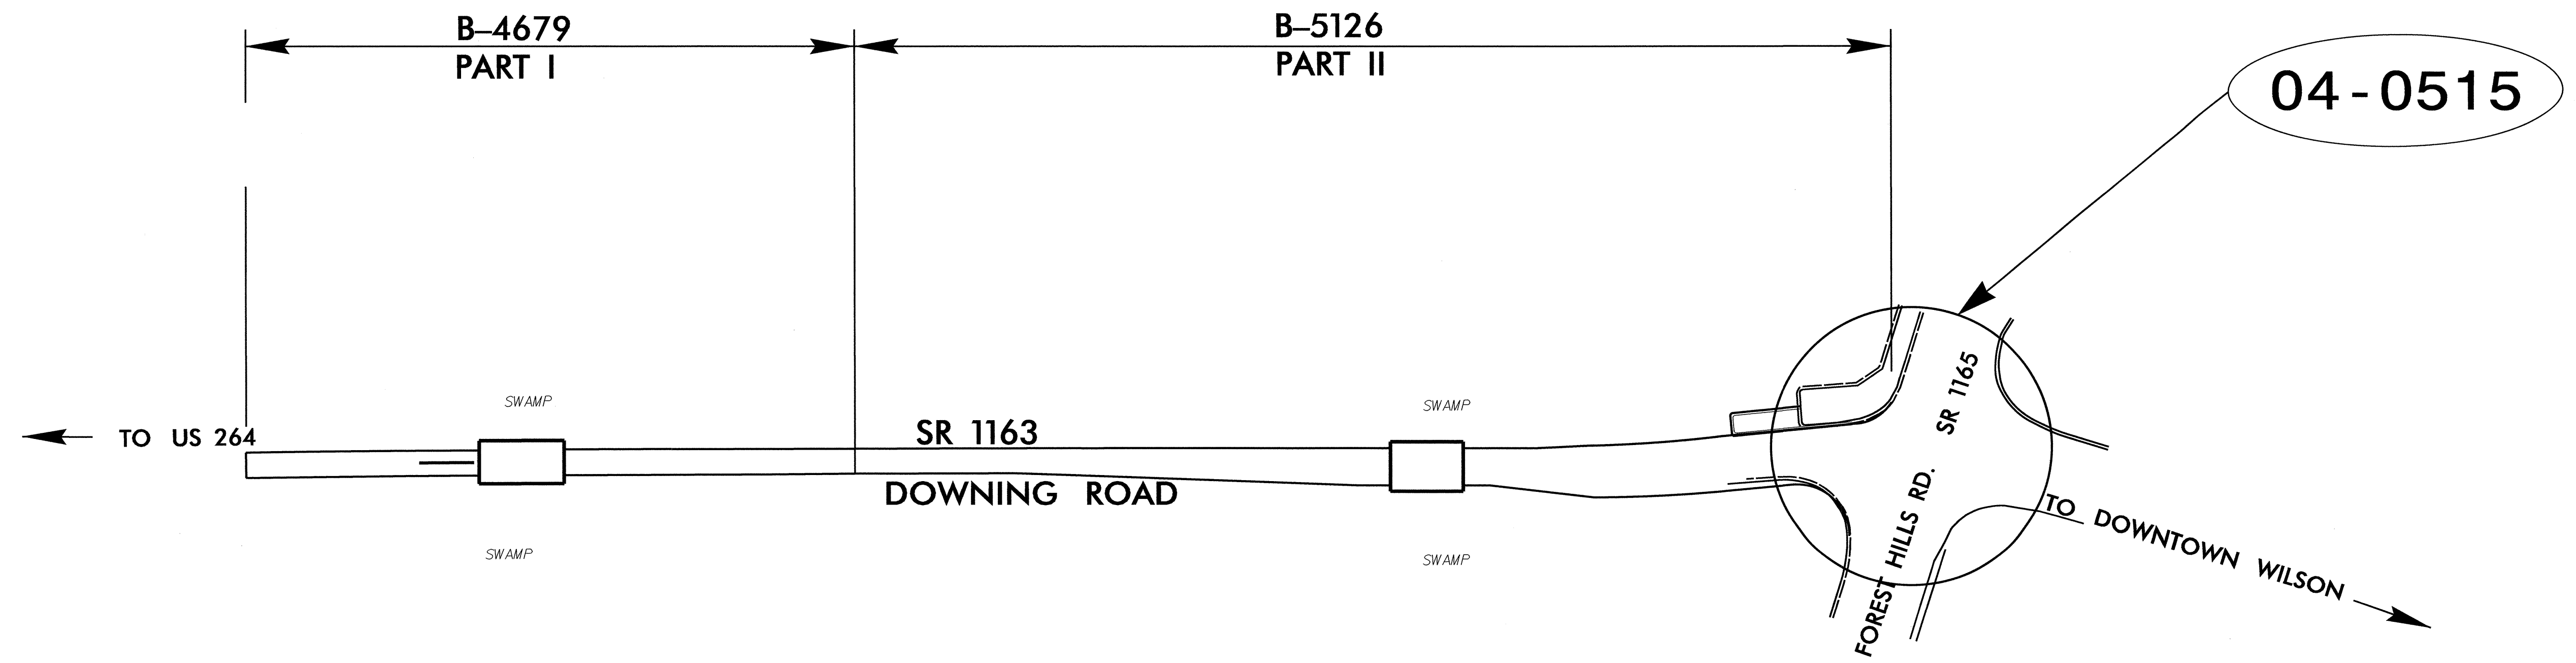 B–4679
PART I
B–5126
PART II
04-0515
SWAMP
SWAMP
TO US 264
SR 1163
DOWNING ROAD
SWAMP
SWAMP
SR 1165
FOREST HILLS RD.
TO DOWNTOWN WILSON